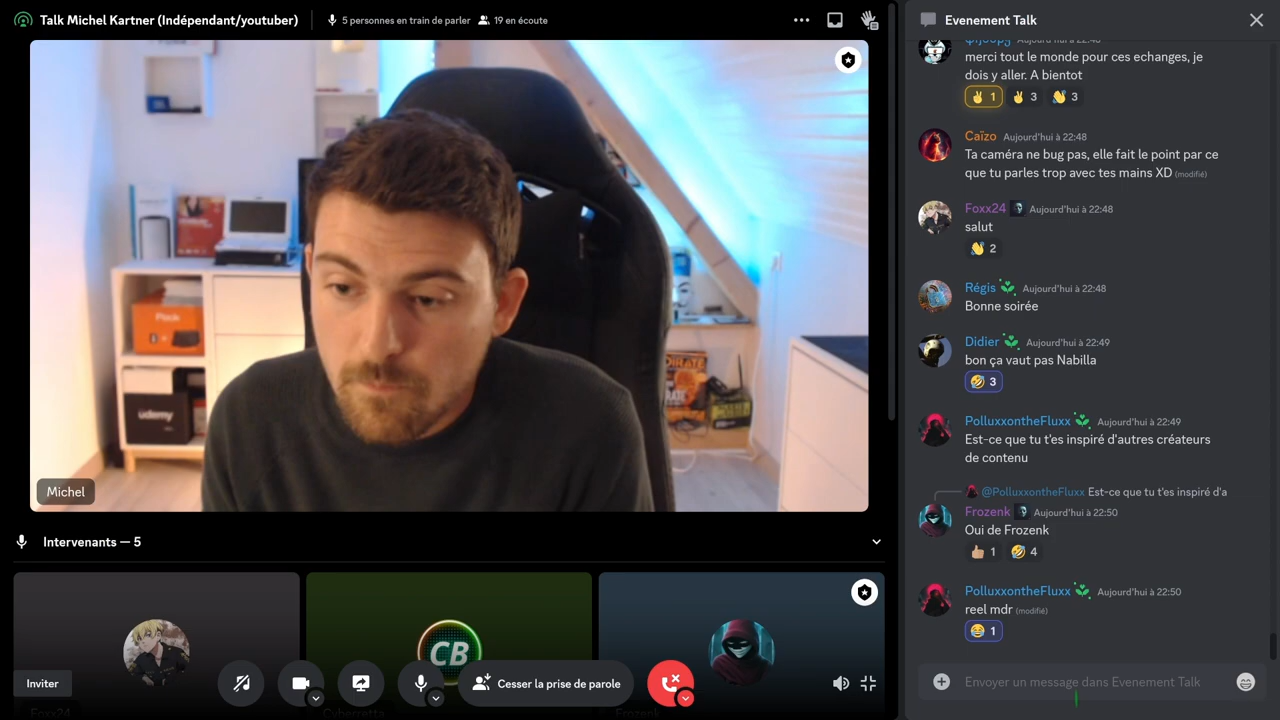 Talk Michel Kartner (Indépendant/youtuber)
5 personnes en train de parler
19 en écoute
Michel
udemy
Intervenants — 5
CB
Inviter
Cesser la prise de parole
Foxx24
Cyberzetta
Frozenk
Evenement Talk
Aujourd'hui à 22:48
merci tout le monde pour ces echanges, je
dois y aller. A bientot
1
3
3
Caïzo Aujourd'hui à 22:48
Ta caméra ne bug pas, elle fait le point par ce
que tu parles trop avec tes mains XD (modifié)
Foxx24 Aujourd'hui à 22:48
salut
2
Régis Aujourd'hui à 22:48
Bonne soirée
Didier Aujourd'hui à 22:49
bon ça vaut pas Nabilla
3
PolluxxontheFluxx Aujourd'hui à 22:49
Est-ce que tu t'es inspiré d'autres créateurs
de contenu
@PolluxxontheFluxx Est-ce que tu t'es inspiré d'a
Frozenk Aujourd'hui à 22:50
Oui de Frozenk
1
4
PolluxxontheFluxx Aujourd'hui à 22:50
reel mdr (modifié)
1
Envoyer un message dans Evenement Talk